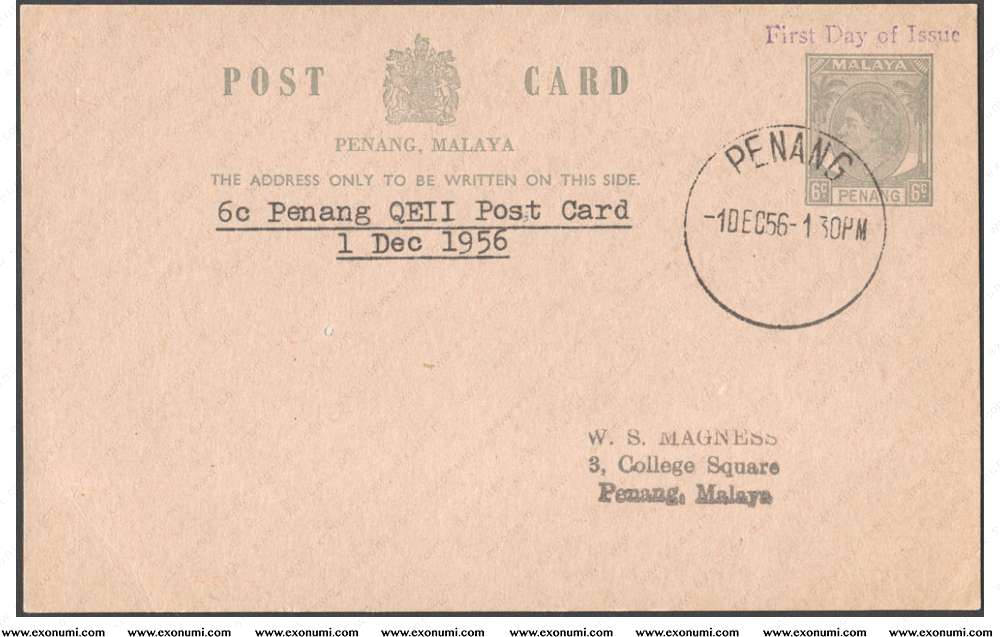 First Day of Issue
POST CARD
MALAYA
PENANG, MALAYA
THE ADDRESS ONLY TO BE WRITTEN ON THIS SIDE.
6c PENANG 6c
6c Penang QEII Post Card
1 Dec 1956
PENANG
-1DEC56-1 30PM
W. S. MAGNESS
3, College Square
Penang, Malaya
www.exonumi.com www.exonumi.com www.exonumi.com www.exonumi.com www.exonumi.com www.exonumi.com www.exonumi.com www.exonumi.com